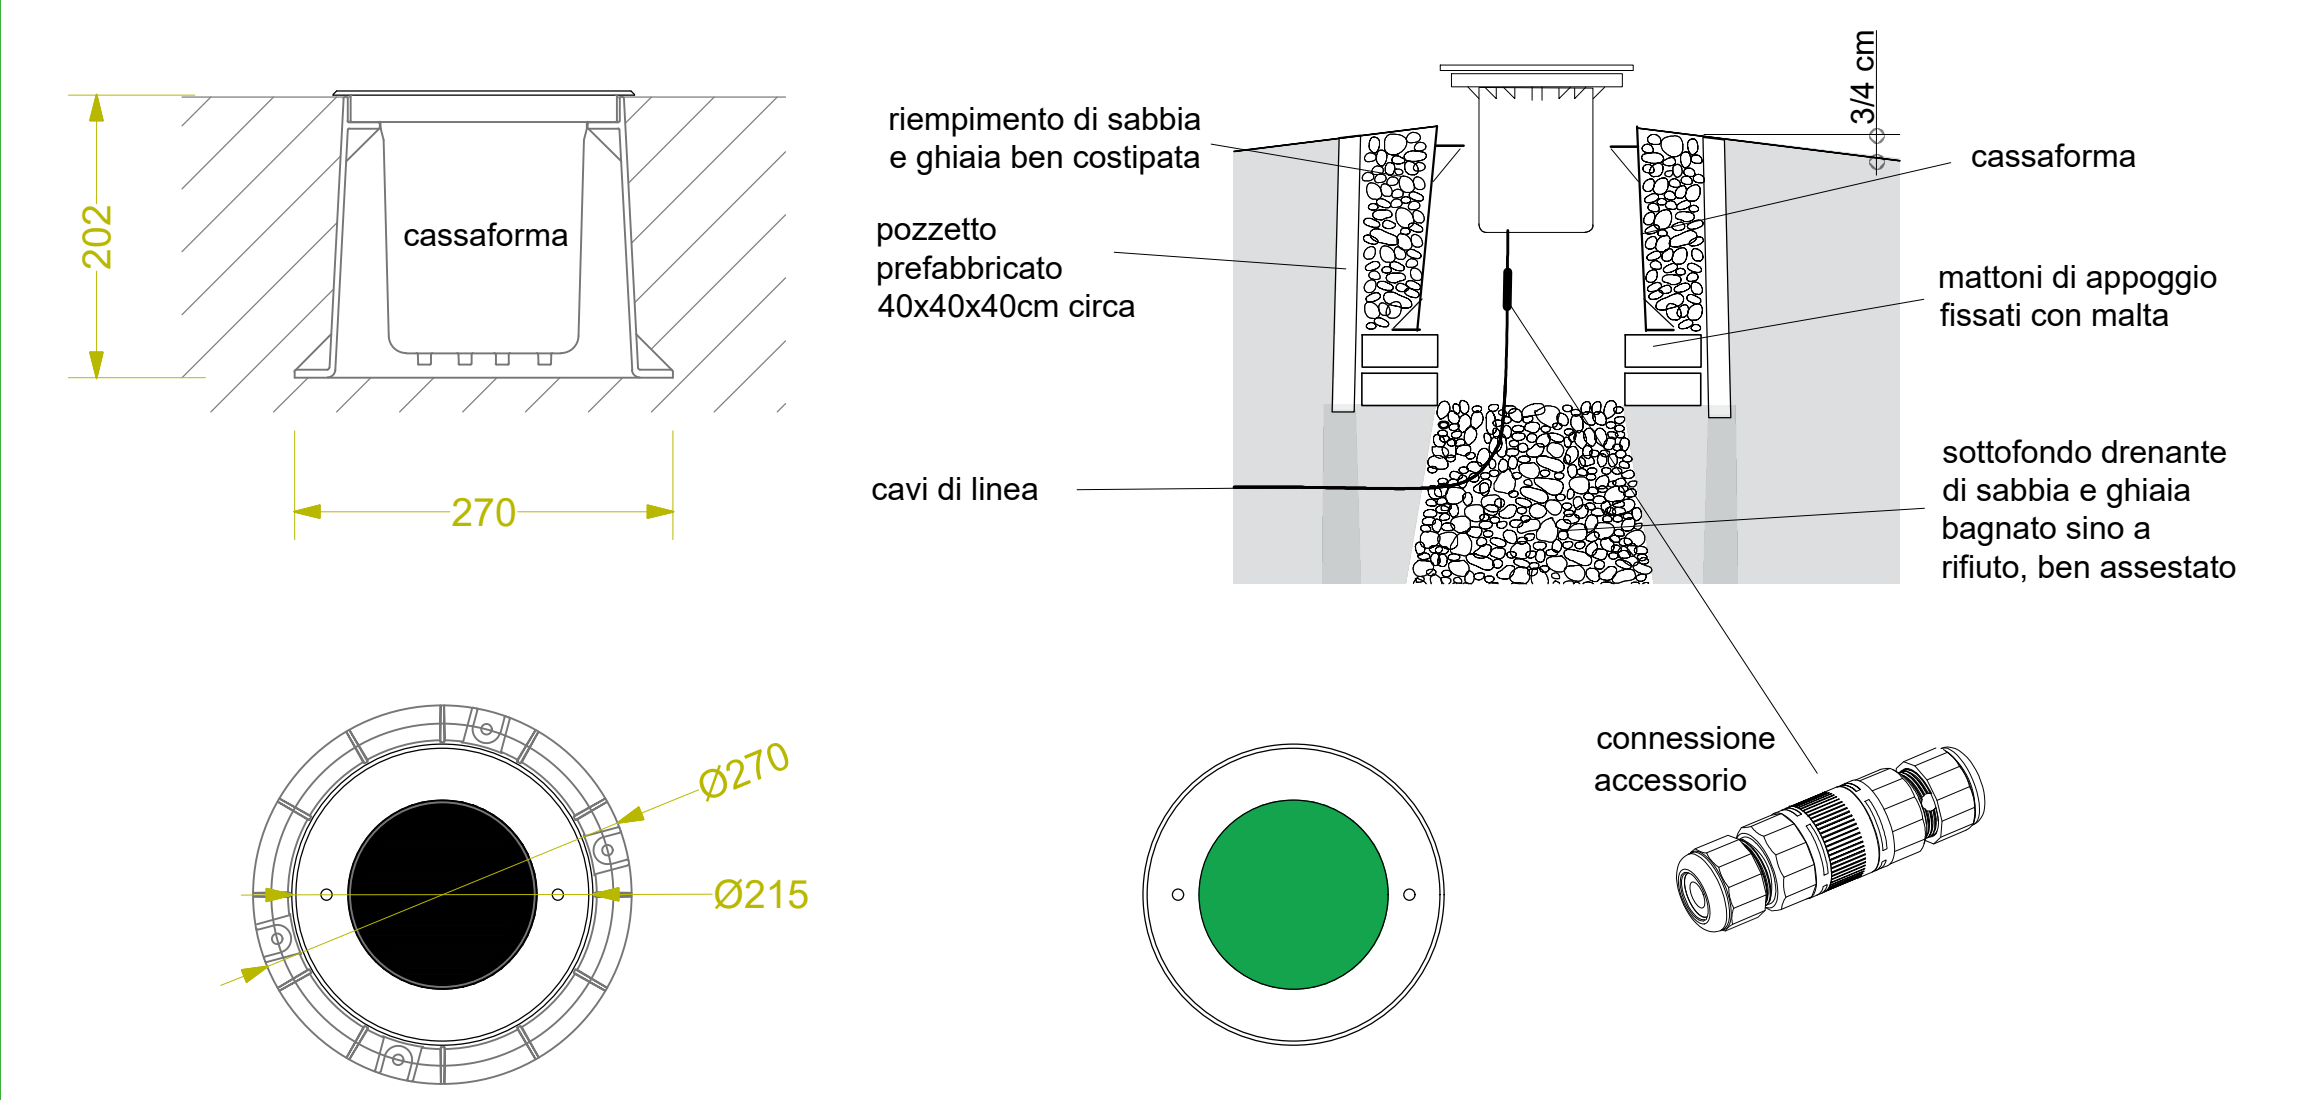 202
cassaforma
270
riempimento di sabbia
e ghiaia ben costipata
pozzetto
prefabbricato
40x40x40cm circa
cavi di linea
3/4 cm
cassaforma
mattoni di appoggio
fissati con malta
sottofondo drenante
di sabbia e ghiaia
bagnato sino a
rifiuto, ben assestato
Ø270
Ø215
connessione
accessorio